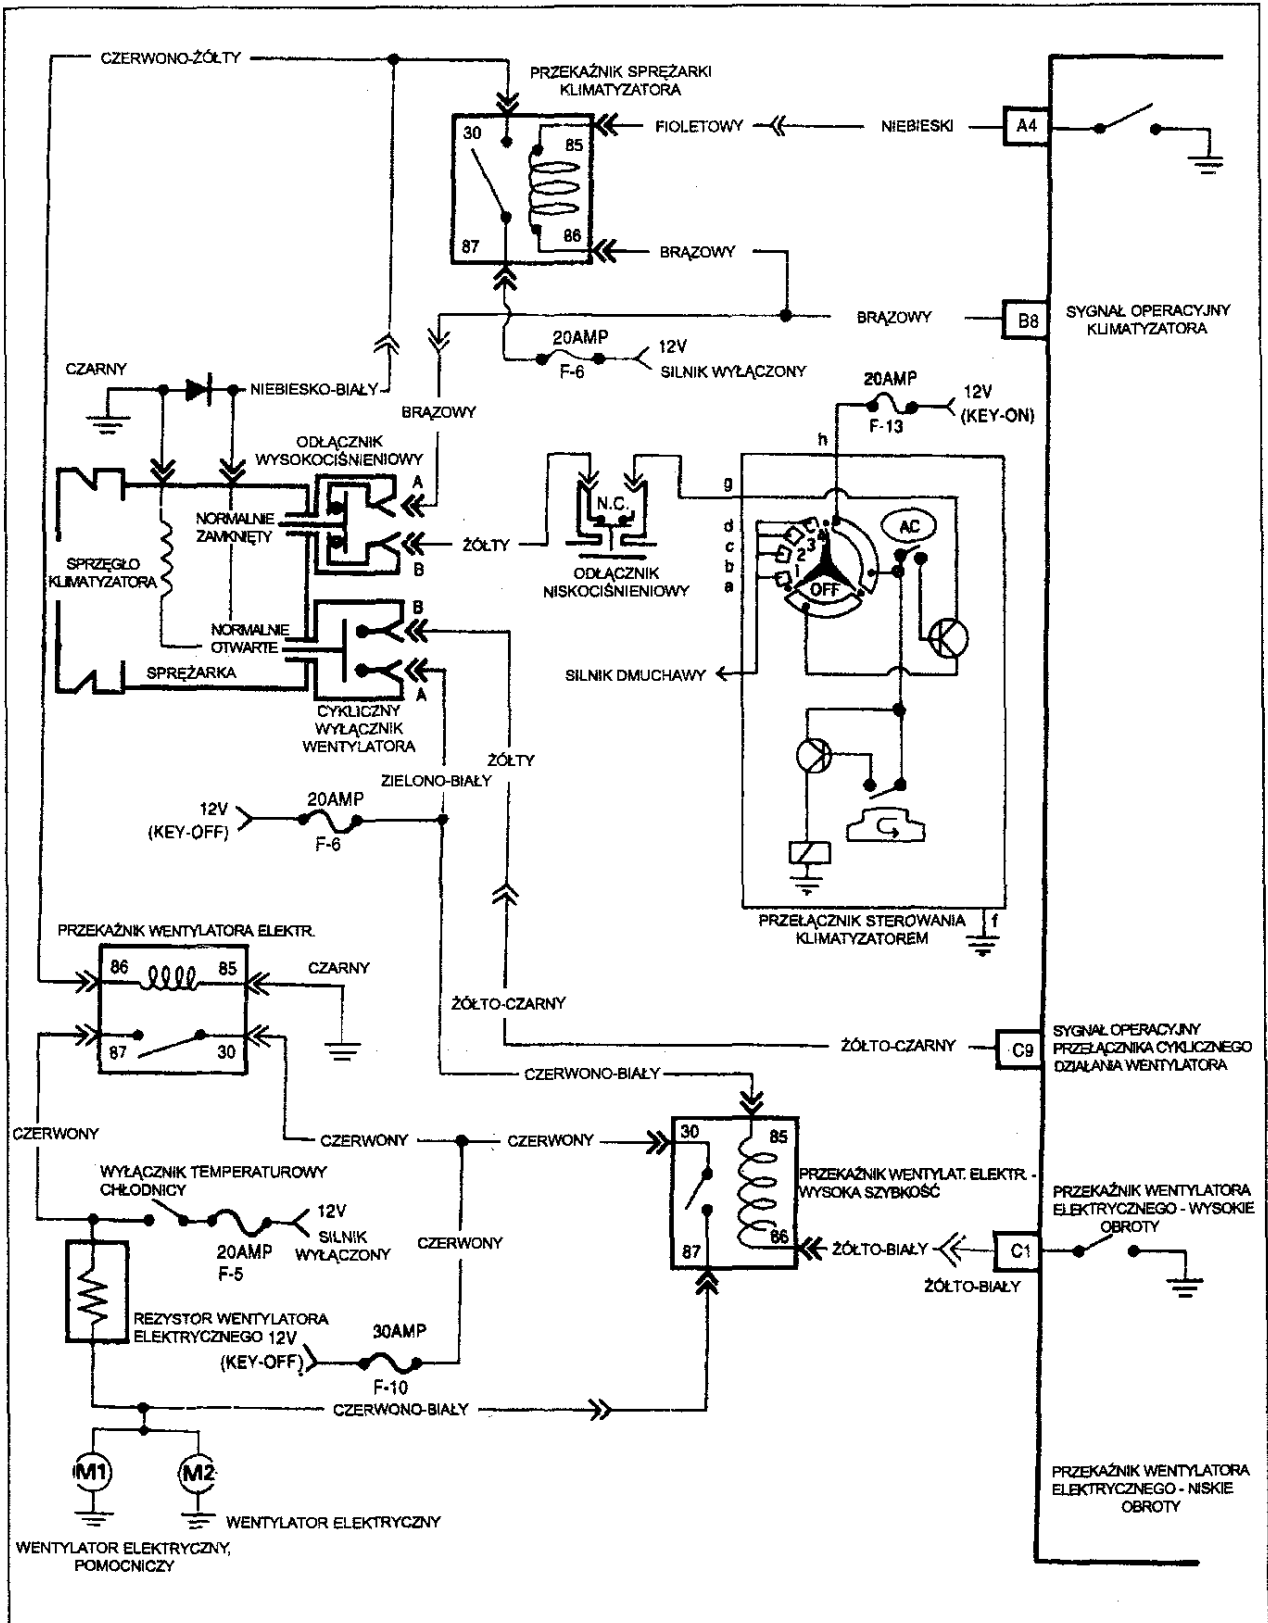 CZERWONO-ŻÓŁTY
PRZEKAŹNIK SPRĘŻARKI
KLIMATYZATORA
30
85
87
86
FIOLETOWY
NIEBIESKI
A4
BRĄZOWY
BRĄZOWY
B8
SYGNAŁ OPERACYJNY
KLIMATYZATORA
20AMP
F-6
12V
SILNIK WYŁĄCZONY
CZARNY
NIEBIESKO-BIAŁY
BRĄZOWY
20AMP
F-13
12V
(KEY-ON)
ODŁĄCZNIK
WYSOKOCIŚNIENIOWY
A
B
NORMALNIE
ZAMKNIĘTY
ŻÓŁTY
N.C.
ODŁĄCZNIK
NISKOCIŚNIENIOWY
h
g
d
c
b
a
3
2
1
OFF
AC
SPRZĘGŁO
KLIMATYZATORA
NORMALNIE
OTWARTE
SPRĘŻARKA
B
A
CYKLICZNY
WYŁĄCZNIK
WENTYLATORA
SILNIK DMUCHAWY
ŻÓŁTY
ZIELONO-BIAŁY
12V
(KEY-OFF)
20AMP
F-6
PRZEŁĄCZNIK STEROWANIA
KLIMATYZATOREM
f
PRZEKAŹNIK WENTYLATORA ELEKTR.
86
85
87
30
CZARNY
ŻÓŁTO-CZARNY
ŻÓŁTO-CZARNY
C9
SYGNAŁ OPERACYJNY
PRZEŁĄCZNIKA CYKLICZNEGO
DZIAŁANIA WENTYLATORA
CZERWONO-BIAŁY
CZERWONY
CZERWONY
CZERWONY
30
85
87
86
PRZEKAŹNIK WENTYLAT. ELEKTR. -
WYSOKA SZYBKOŚĆ
WYŁĄCZNIK TEMPERATUROWY
CHŁODNICY
20AMP
F-5
12V
SILNIK
WYŁĄCZONY
CZERWONY
PRZEKAŹNIK WENTYLATORA
ELEKTRYCZNEGO - WYSOKIE
OBROTY
C1
ŻÓŁTO-BIAŁY
ŻÓŁTO-BIAŁY
REZYSTOR WENTYLATORA
ELEKTRYCZNEGO
12V
(KEY-OFF)
30AMP
F-10
CZERWONO-BIAŁY
M1
M2
WENTYLATOR ELEKTRYCZNY
WENTYLATOR ELEKTRYCZNY,
POMOCNICZY
PRZEKAŹNIK WENTYLATORA
ELEKTRYCZNEGO - NISKIE
OBROTY